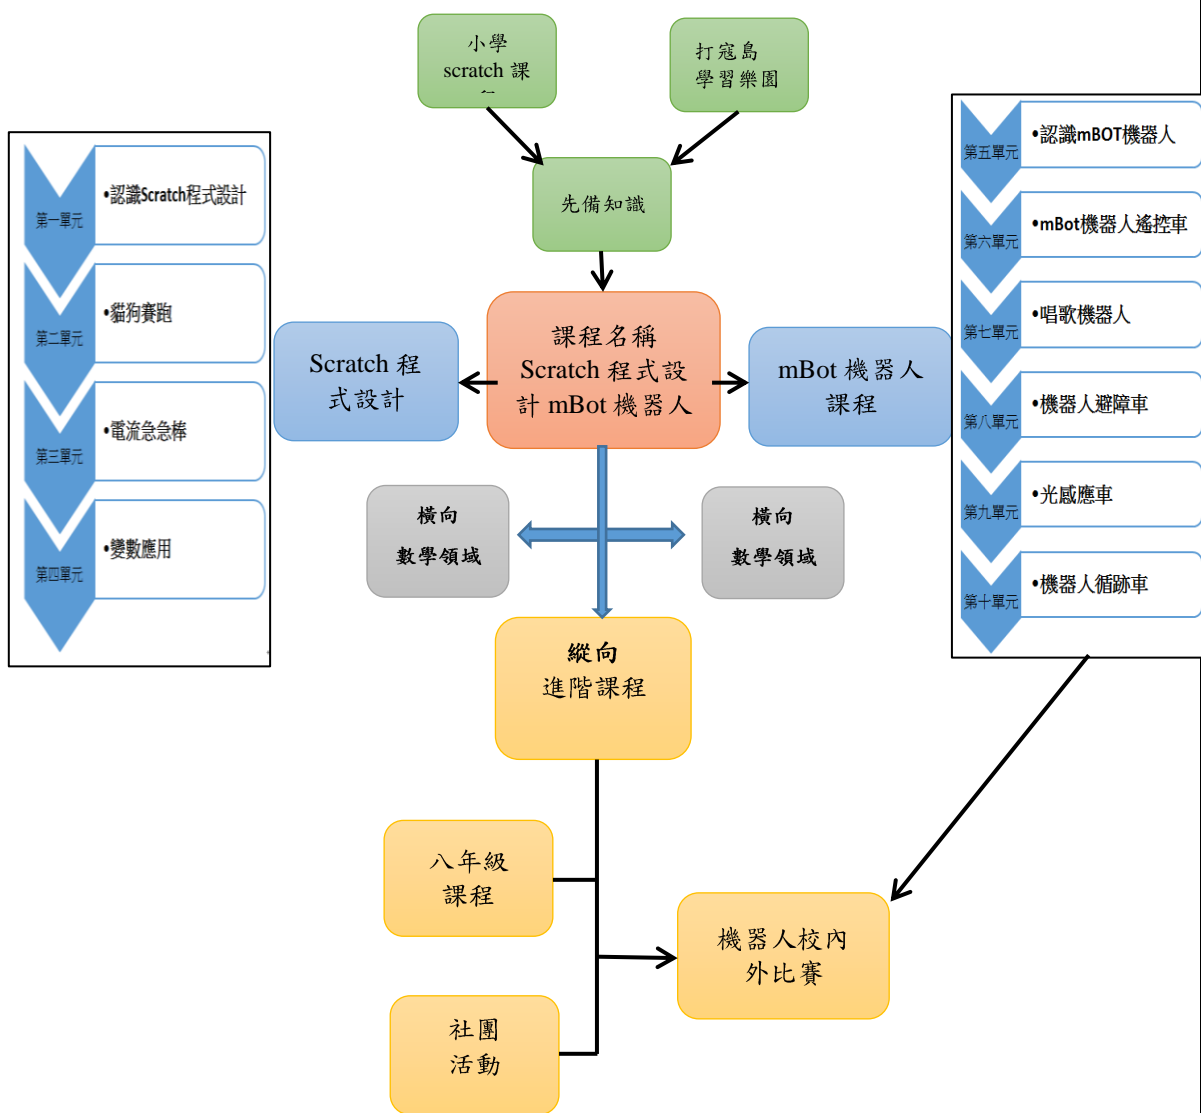 小學
scratch 課
打寇島
學習樂園
先備知識
第一單元
•認識Scratch程式設計
第二單元
•貓狗賽跑
第三單元
•電流急急棒
第四單元
•變數應用
Scratch 程
式設計
課程名稱
Scratch 程式設
計 mBot 機器人
mBot 機器人
課程
第五單元
•認識mBOT機器人
第六單元
•mBot機器人遙控車
第七單元
•唱歌機器人
第八單元
•機器人避障車
第九單元
•光感應車
第十單元
•機器人循跡車
橫向
數學領域
橫向
數學領域
縱向
進階課程
八年級
課程
機器人校內
外比賽
社團
活動